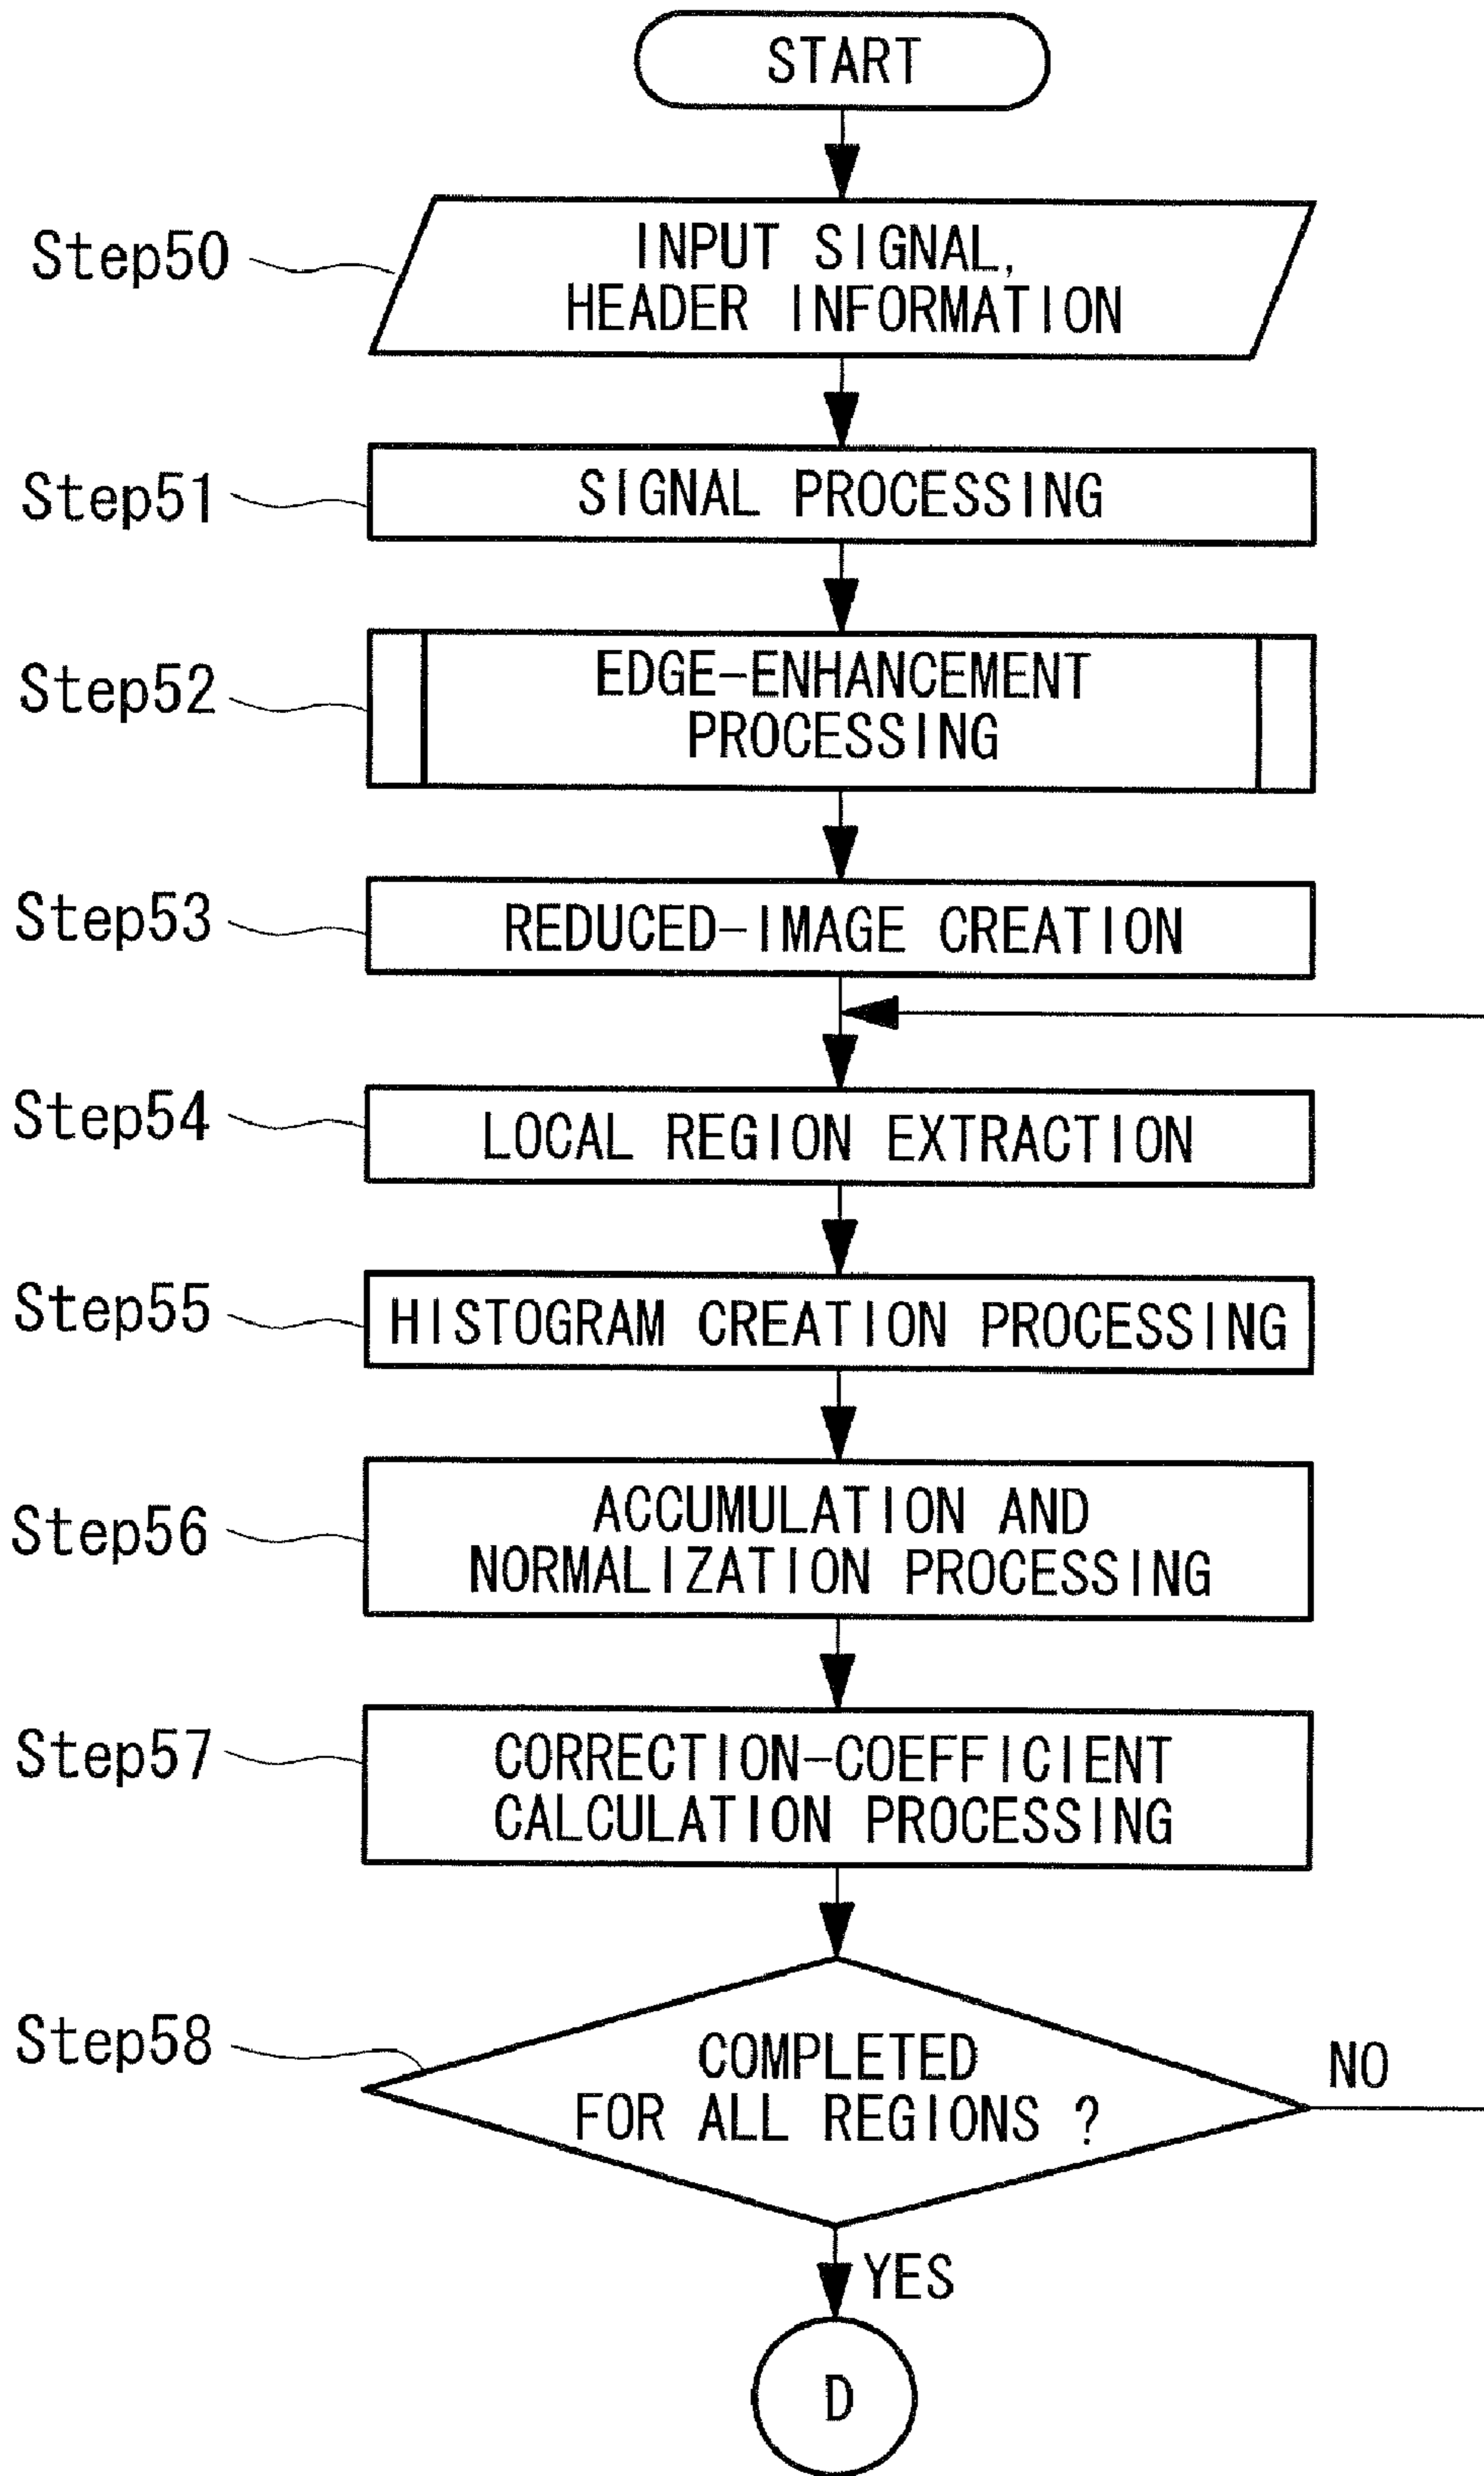 START
Step50
INPUT SIGNAL,
HEADER INFORMATION
Step51
SIGNAL PROCESSING
Step52
EDGE-ENHANCEMENT
PROCESSING
Step53
REDUCED-IMAGE CREATION
Step54
LOCAL REGION EXTRACTION
Step55
HISTOGRAM CREATION PROCESSING
Step56
ACCUMULATION AND
NORMALIZATION PROCESSING
Step57
CORRECTION-COEFFICIENT
CALCULATION PROCESSING
Step58
COMPLETED
FOR ALL REGIONS ?
NO
YES
D